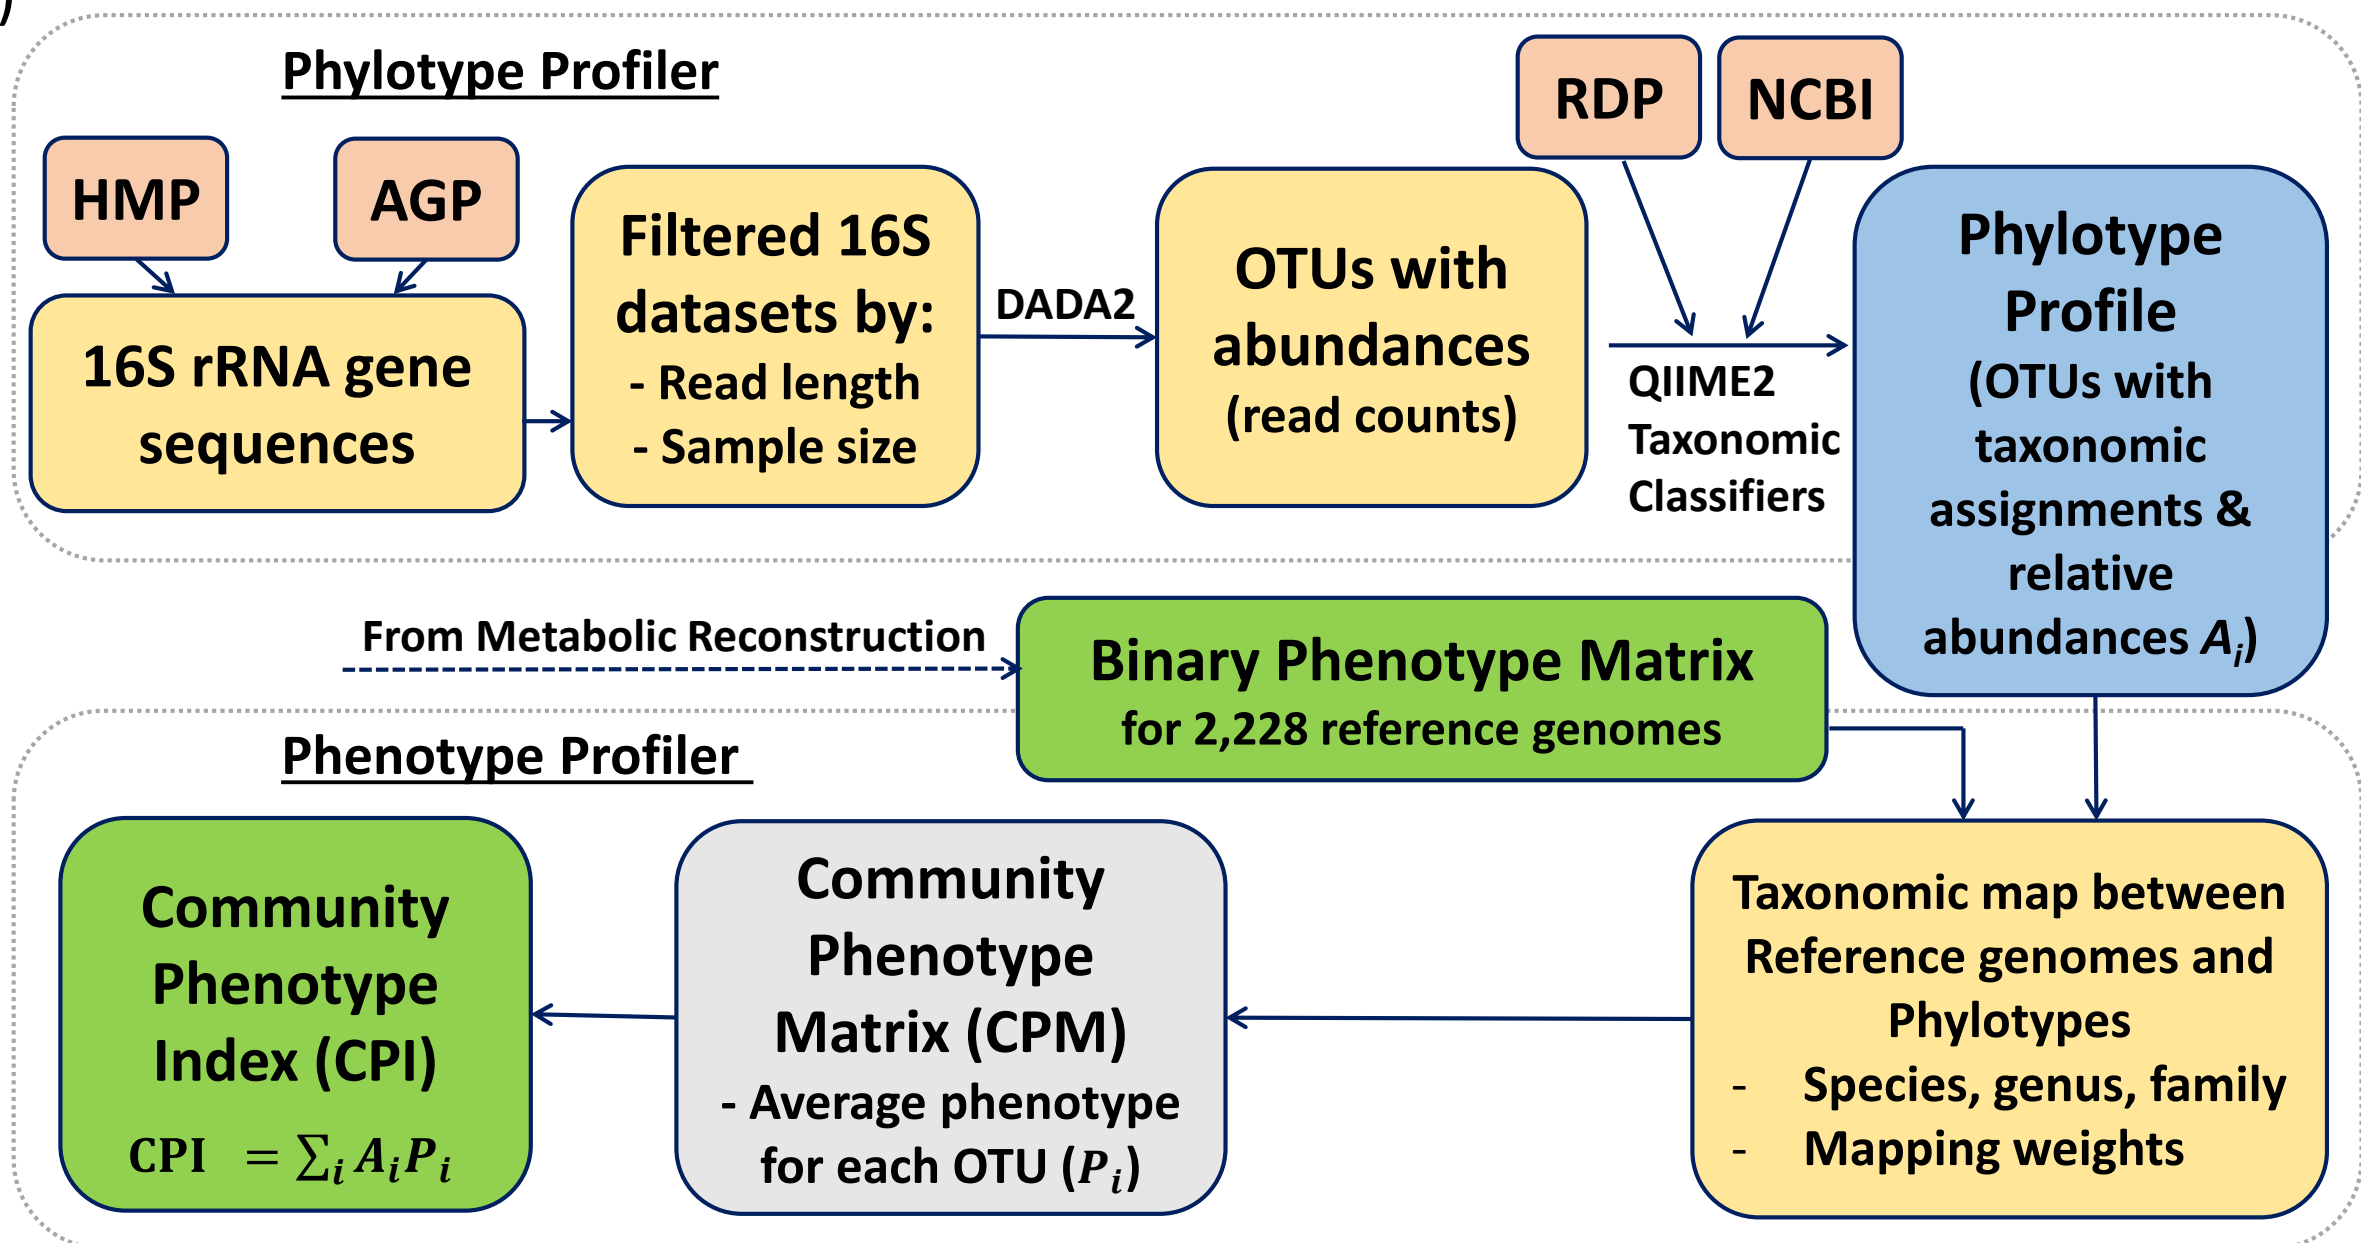 )
Phylotype Profiler
RDP
NCBI
HMP
AGP
16S rRNA gene
sequences
Filtered 16S
datasets by:
- Read length
- Sample size
DADA2
OTUs with
abundances
(read counts)
QIIME2
Taxonomic
Classifiers
Phylotype
Profile
(OTUs with
taxonomic
assignments &
relative
abundances Aᵢ)
From Metabolic Reconstruction
Binary Phenotype Matrix
for 2,228 reference genomes
Phenotype Profiler
Taxonomic map between
Reference genomes and
Phylotypes
- Species, genus, family
- Mapping weights
Community
Phenotype
Matrix (CPM)
- Average phenotype
for each OTU (Pᵢ)
Community
Phenotype
Index (CPI)
CPI = ∑ᵢ AᵢPᵢ